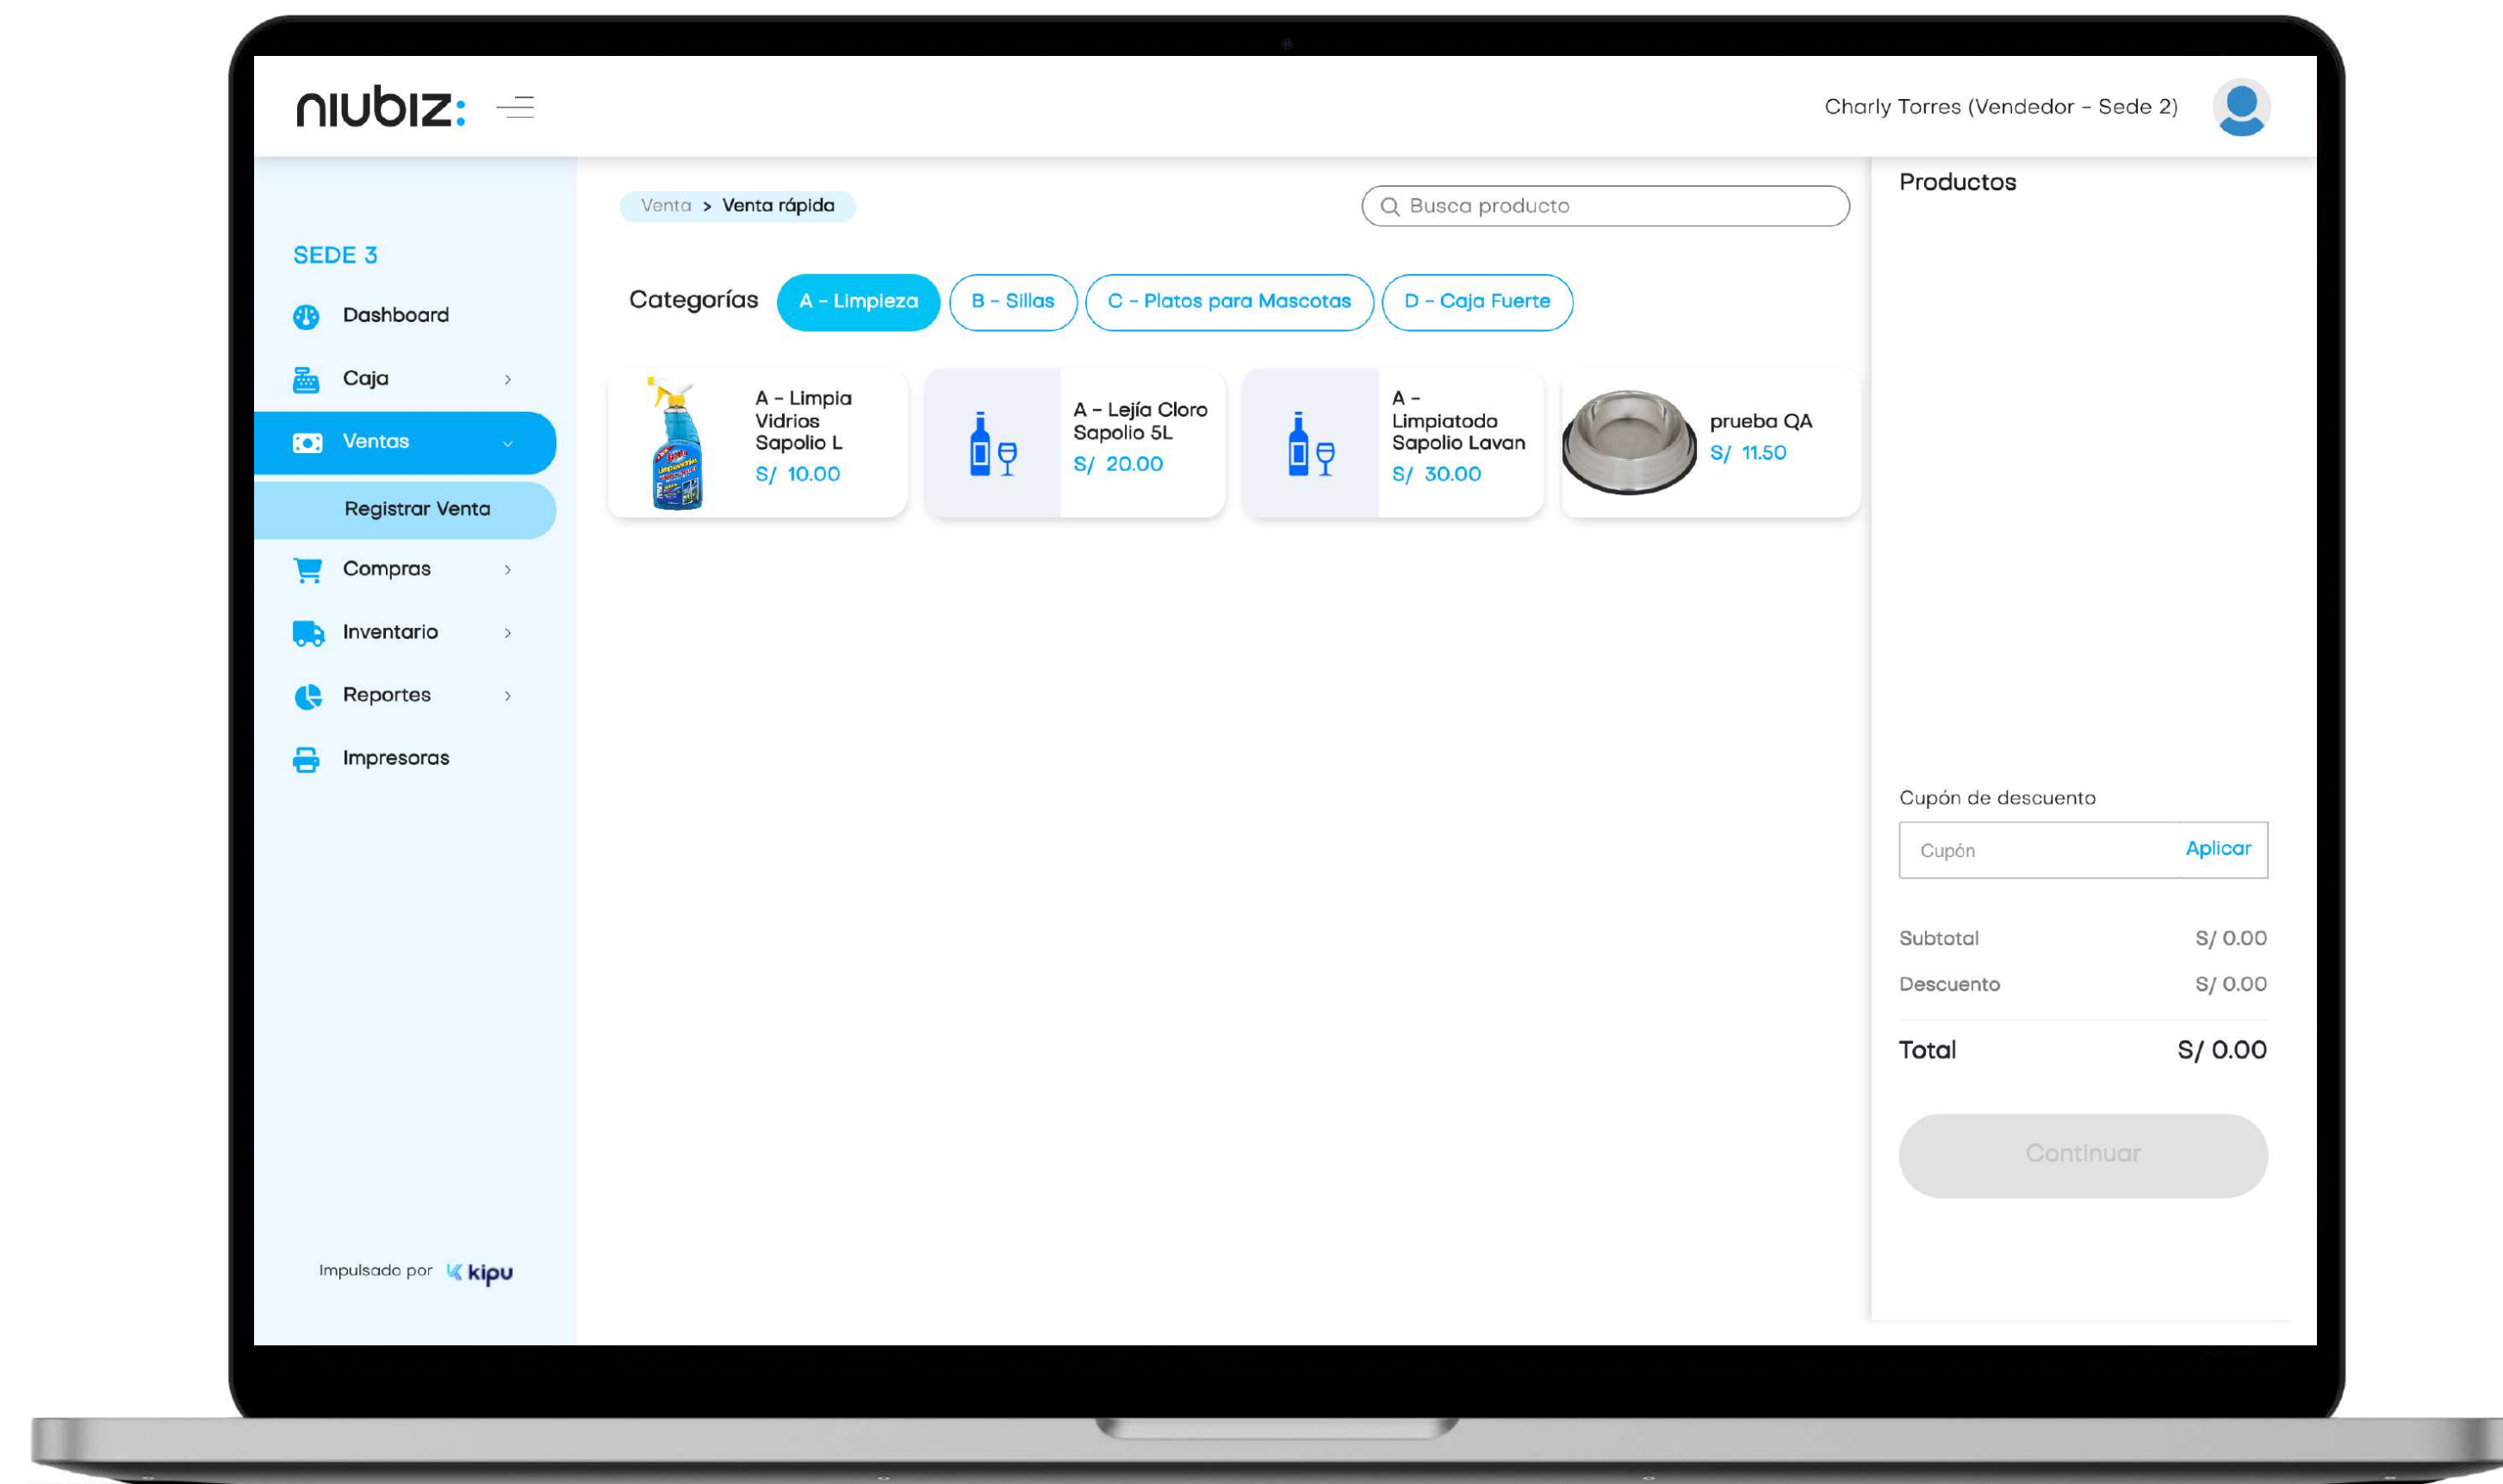 niubiz:
Charly Torres (Vendedor - Sede 2)
SEDE 3
Dashboard
Caja
Ventas
Registrar Venta
Compras
Inventario
Reportes
Impresoras
Impulsado por kipu
Venta > Venta rápida
Busca producto
Categorías
A - Limpieza
B - Sillas
C - Platos para Mascotas
D - Caja Fuerte
A - Limpia
Vidrios
Sapolio L
S/ 10.00
A - Lejía Cloro
Sapolio 5L
S/ 20.00
A -
Limpiatodo
Sapolio Lavan
S/ 30.00
prueba QA
S/ 11.50
Productos
Cupón de descuento
Cupón
Aplicar
Subtotal S/ 0.00
Descuento S/ 0.00
Total S/ 0.00
Continuar